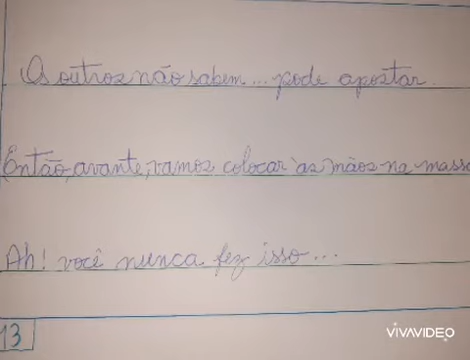 Os outros não sabem... pode apostar.
Então, avante, vamos colocar as mãos na massa
Ah! você nunca fez isso...
13
VIVAVIDEO